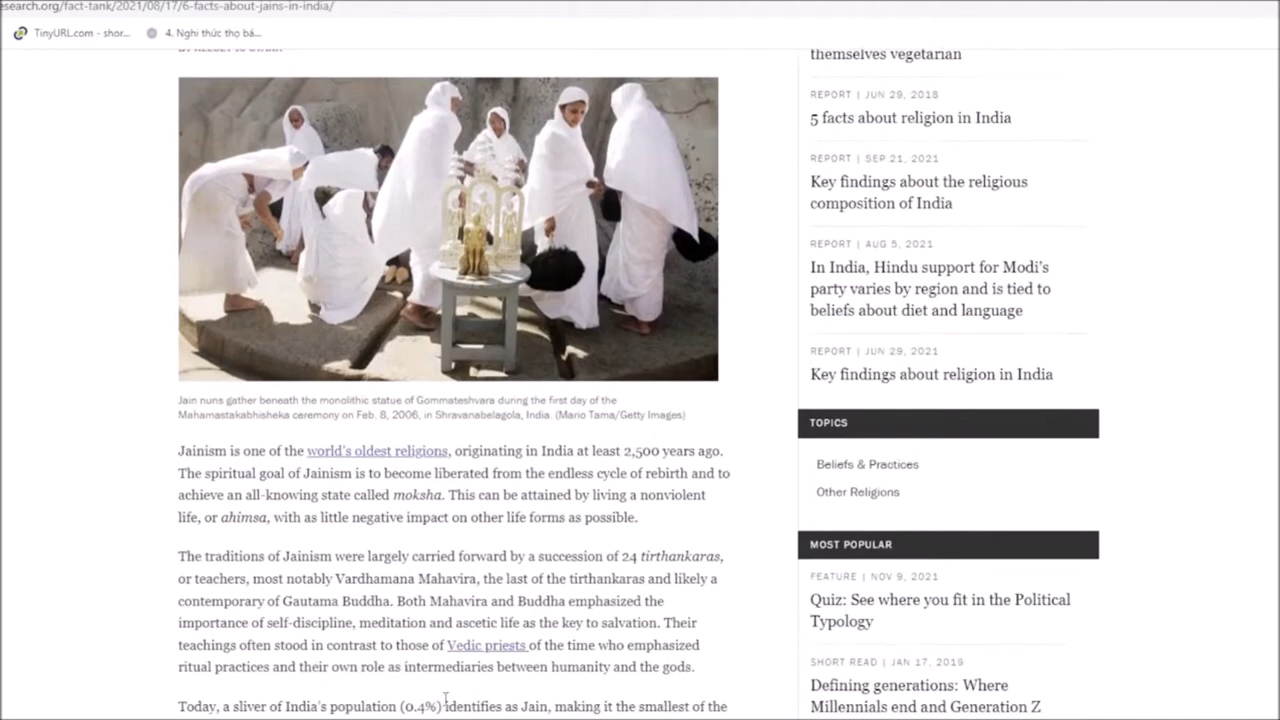 esearch.org/fact-tank/2021/08/17/6-facts-about-jains-in-india/
TinyURL.com - shor...
4. Nghi thức thọ bá...
Jain nuns gather beneath the monolithic statue of Gommateshvara during the first day of the
Mahamastakabhisheka ceremony on Feb. 8, 2006, in Shravanabelagola, India. (Mario Tama/Getty Images)
Jainism is one of the world's oldest religions, originating in India at least 2,500 years ago.
The spiritual goal of Jainism is to become liberated from the endless cycle of rebirth and to
achieve an all-knowing state called moksha. This can be attained by living a nonviolent
life, or ahimsa, with as little negative impact on other life forms as possible.
The traditions of Jainism were largely carried forward by a succession of 24 tirthankaras,
or teachers, most notably Vardhamana Mahavira, the last of the tirthankaras and likely a
contemporary of Gautama Buddha. Both Mahavira and Buddha emphasized the
importance of self-discipline, meditation and ascetic life as the key to salvation. Their
teachings often stood in contrast to those of Vedic priests of the time who emphasized
ritual practices and their own role as intermediaries between humanity and the gods.
Today, a sliver of India's population (0.4%) identifies as Jain, making it the smallest of the
themselves vegetarian
REPORT | JUN 29, 2018
5 facts about religion in India
REPORT | SEP 21, 2021
Key findings about the religious
composition of India
REPORT | AUG 5, 2021
In India, Hindu support for Modi's
party varies by region and is tied to
beliefs about diet and language
REPORT | JUN 29, 2021
Key findings about religion in India
TOPICS
Beliefs & Practices
Other Religions
MOST POPULAR
FEATURE | NOV 9, 2021
Quiz: See where you fit in the Political
Typology
SHORT READ | JAN 17, 2019
Defining generations: Where
Millennials end and Generation Z